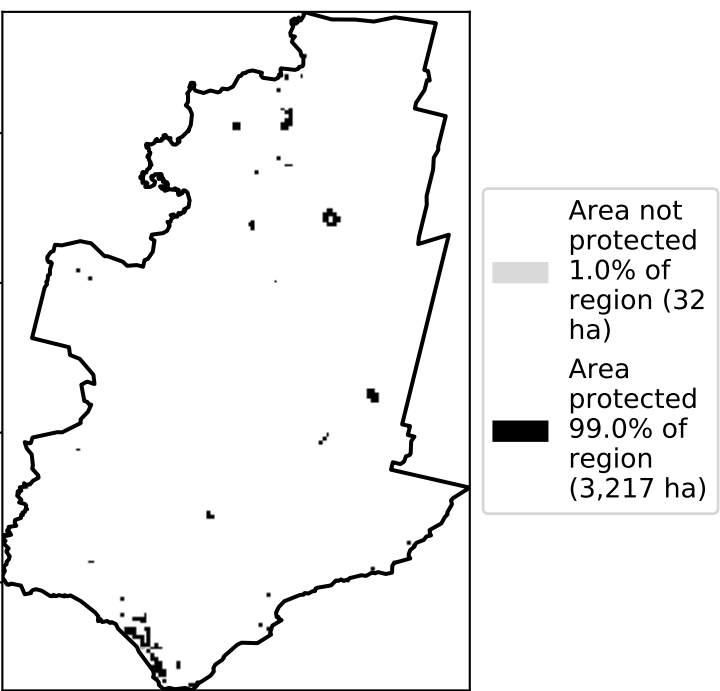 Area not
protected
1.0% of
region (32
ha)
Area
protected
99.0% of
region
(3,217 ha)